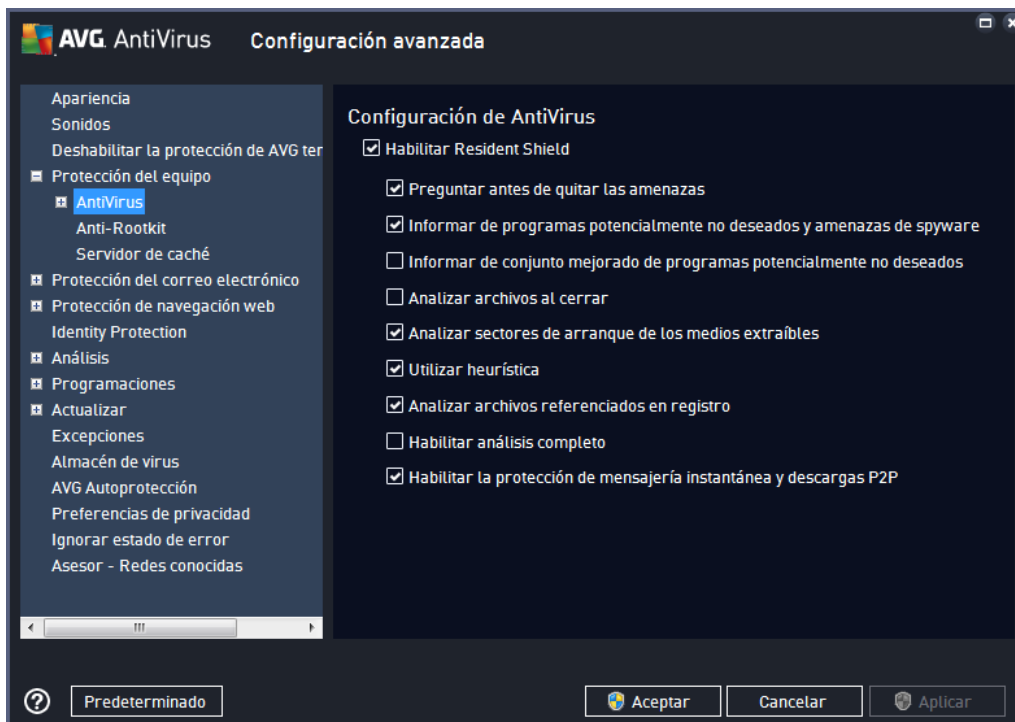 AVG. AntiVirus Configuración avanzada
Apariencia
Sonidos
Deshabilitar la protección de AVG ter
Protección del equipo
AntiVirus
Anti-Rootkit
Servidor de caché
Protección del correo electrónico
Protección de navegación web
Identity Protection
Análisis
Programaciones
Actualizar
Excepciones
Almacén de virus
AVG Autoprotección
Preferencias de privacidad
Ignorar estado de error
Asesor - Redes conocidas
Configuración de AntiVirus
Habilitar Resident Shield
Preguntar antes de quitar las amenazas
Informar de programas potencialmente no deseados y amenazas de spyware
Informar de conjunto mejorado de programas potencialmente no deseados
Analizar archivos al cerrar
Analizar sectores de arranque de los medios extraíbles
Utilizar heurística
Analizar archivos referenciados en registro
Habilitar análisis completo
Habilitar la protección de mensajería instantánea y descargas P2P
? Predeterminado Aceptar Cancelar Aplicar